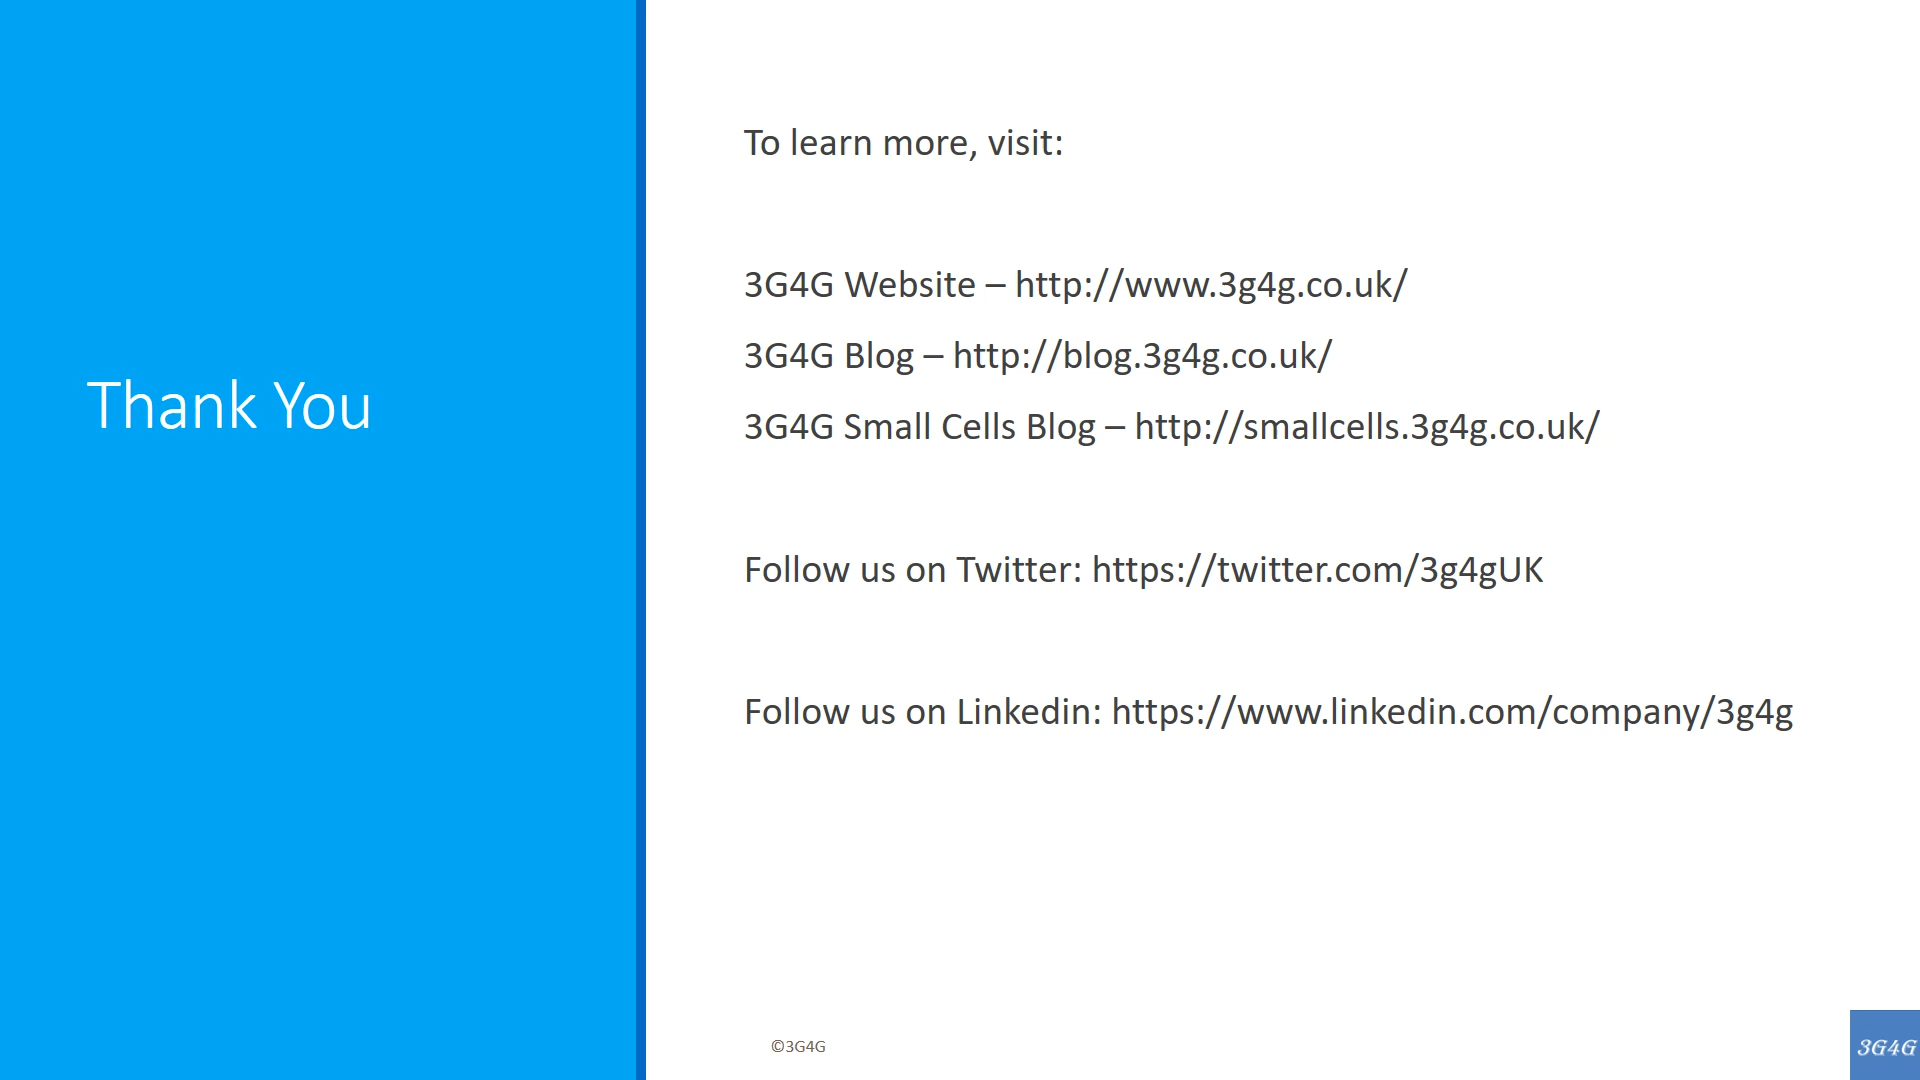 Thank You
To learn more, visit:
3G4G Website – http://www.3g4g.co.uk/
3G4G Blog – http://blog.3g4g.co.uk/
3G4G Small Cells Blog – http://smallcells.3g4g.co.uk/
Follow us on Twitter: https://twitter.com/3g4gUK
Follow us on Linkedin: https://www.linkedin.com/company/3g4g
©3G4G
3G4G